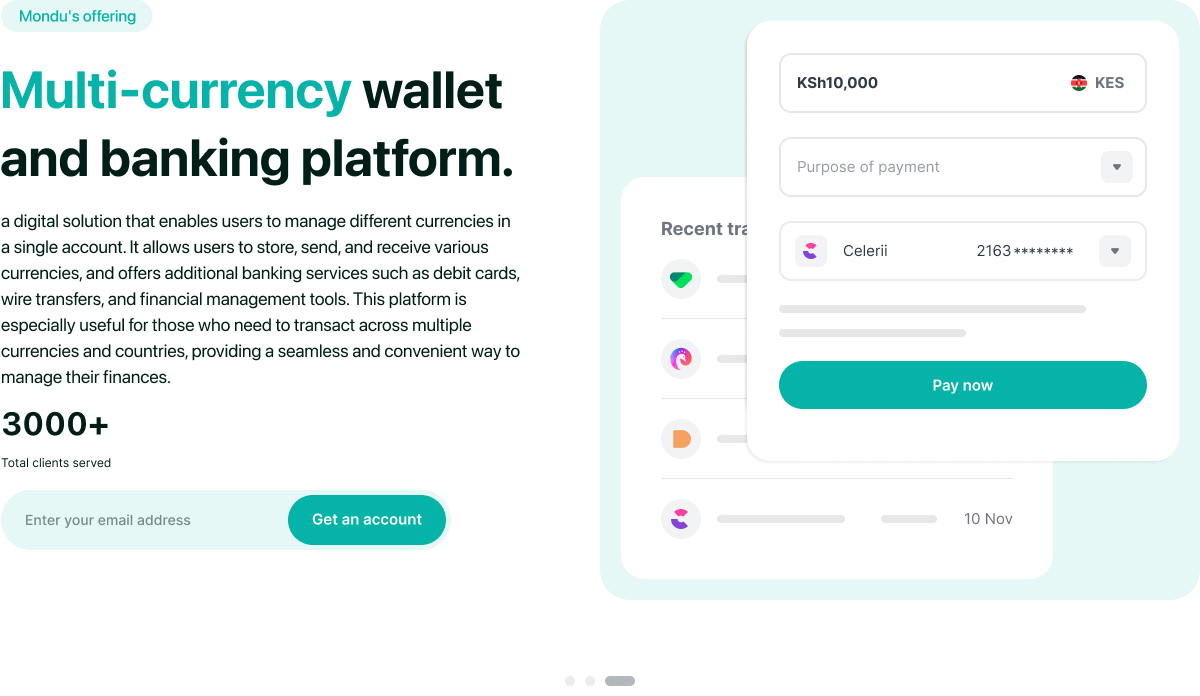 Mondu's offering
Multi-currency wallet
and banking platform.
a digital solution that enables users to manage different currencies in
a single account. It allows users to store, send, and receive various
currencies, and offers additional banking services such as debit cards,
wire transfers, and financial management tools. This platform is
especially useful for those who need to transact across multiple
currencies and countries, providing a seamless and convenient way to
manage their finances.
3000+
Total clients served
Enter your email address
Get an account
KSh10,000
KES
Purpose of payment
Celerii
2163********
Pay now
Recent tra
10 Nov